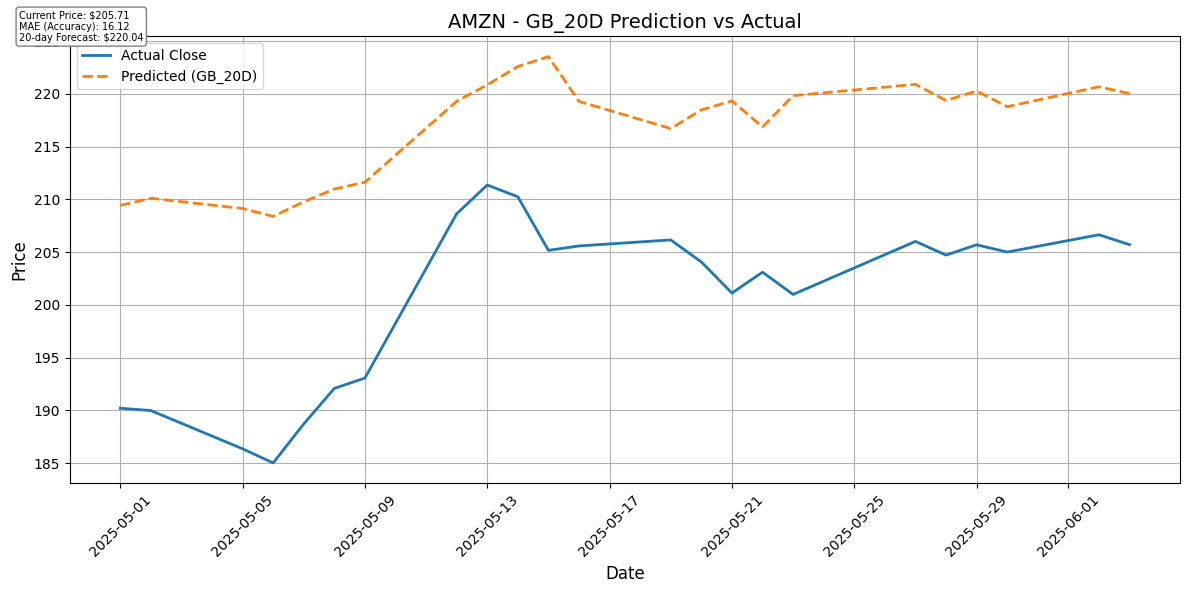 AMZN - GB_20D Prediction vs Actual
Current Price: $205.71
MAE (Accuracy): 16.12
20-day Forecast: $220.04
Actual Close
Predicted (GB_20D)
Price
220
215
210
205
200
195
190
185
2025-05-01
2025-05-05
2025-05-09
2025-05-13
2025-05-17
2025-05-21
2025-05-25
2025-05-29
2025-06-01
Date